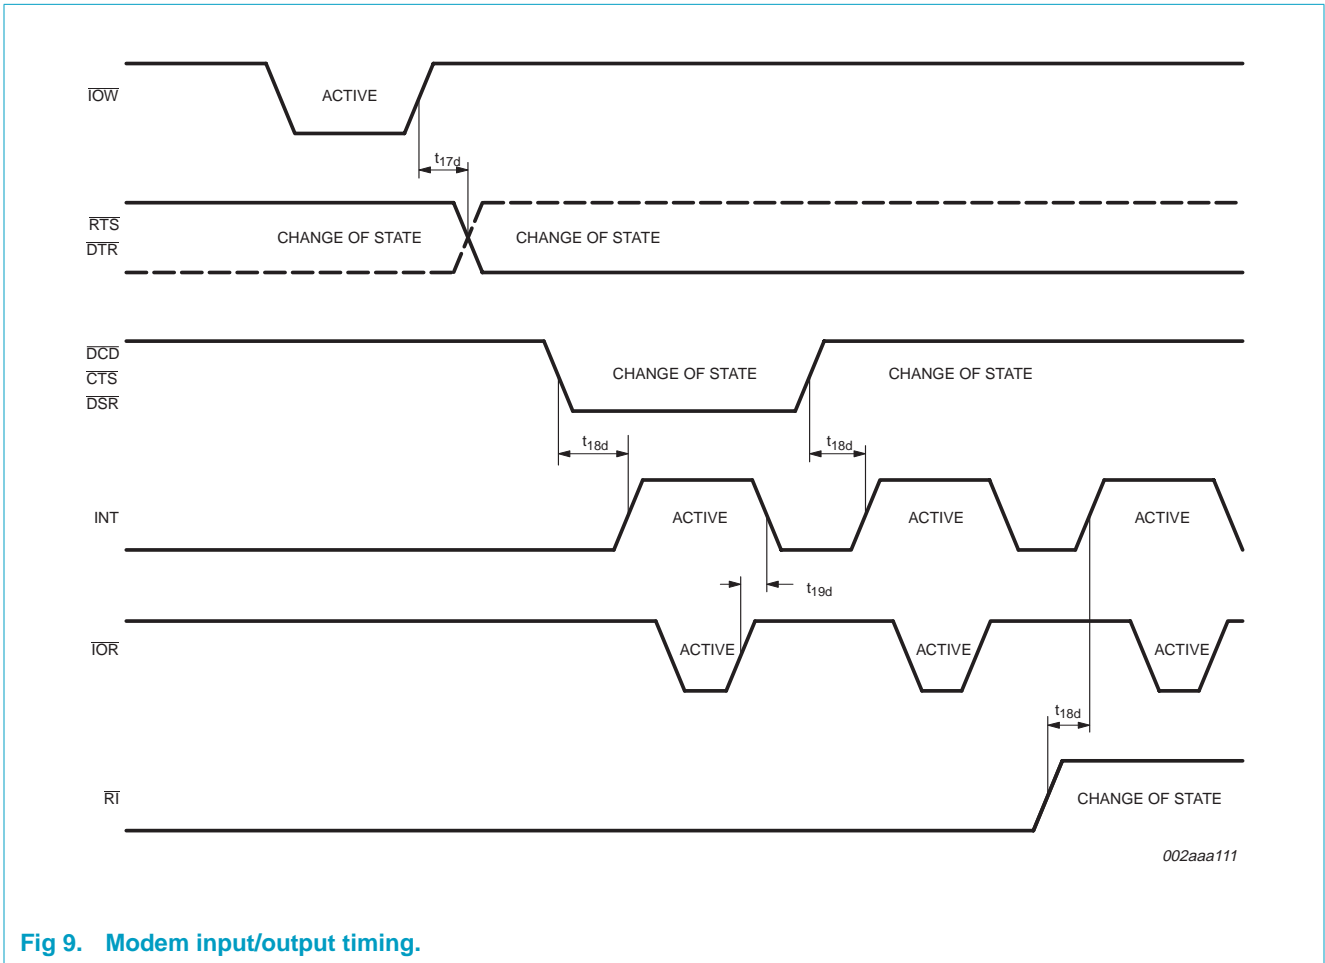 IOW
ACTIVE
t17d
RTS
DTR
CHANGE OF STATE
CHANGE OF STATE
DCD
CTS
DSR
CHANGE OF STATE
CHANGE OF STATE
t18d
t18d
INT
ACTIVE
ACTIVE
ACTIVE
t19d
IOR
ACTIVE
ACTIVE
ACTIVE
t18d
RI
CHANGE OF STATE
002aaa111
Fig 9. Modem input/output timing.